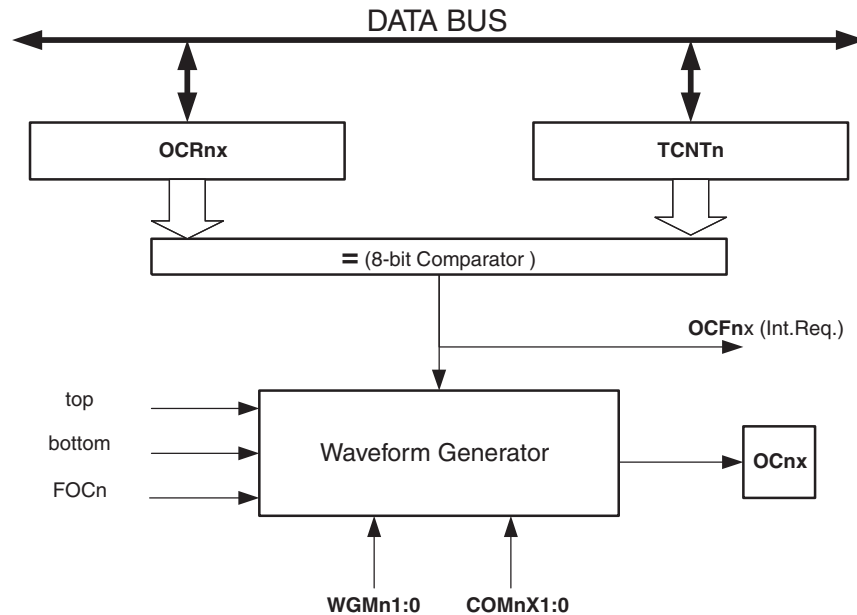 DATA BUS
OCRnx
TCNTn
= (8-bit Comparator )
OCFnx (Int.Req.)
top
bottom
FOCn
Waveform Generator
OCnx
WGMn1:0
COMnX1:0